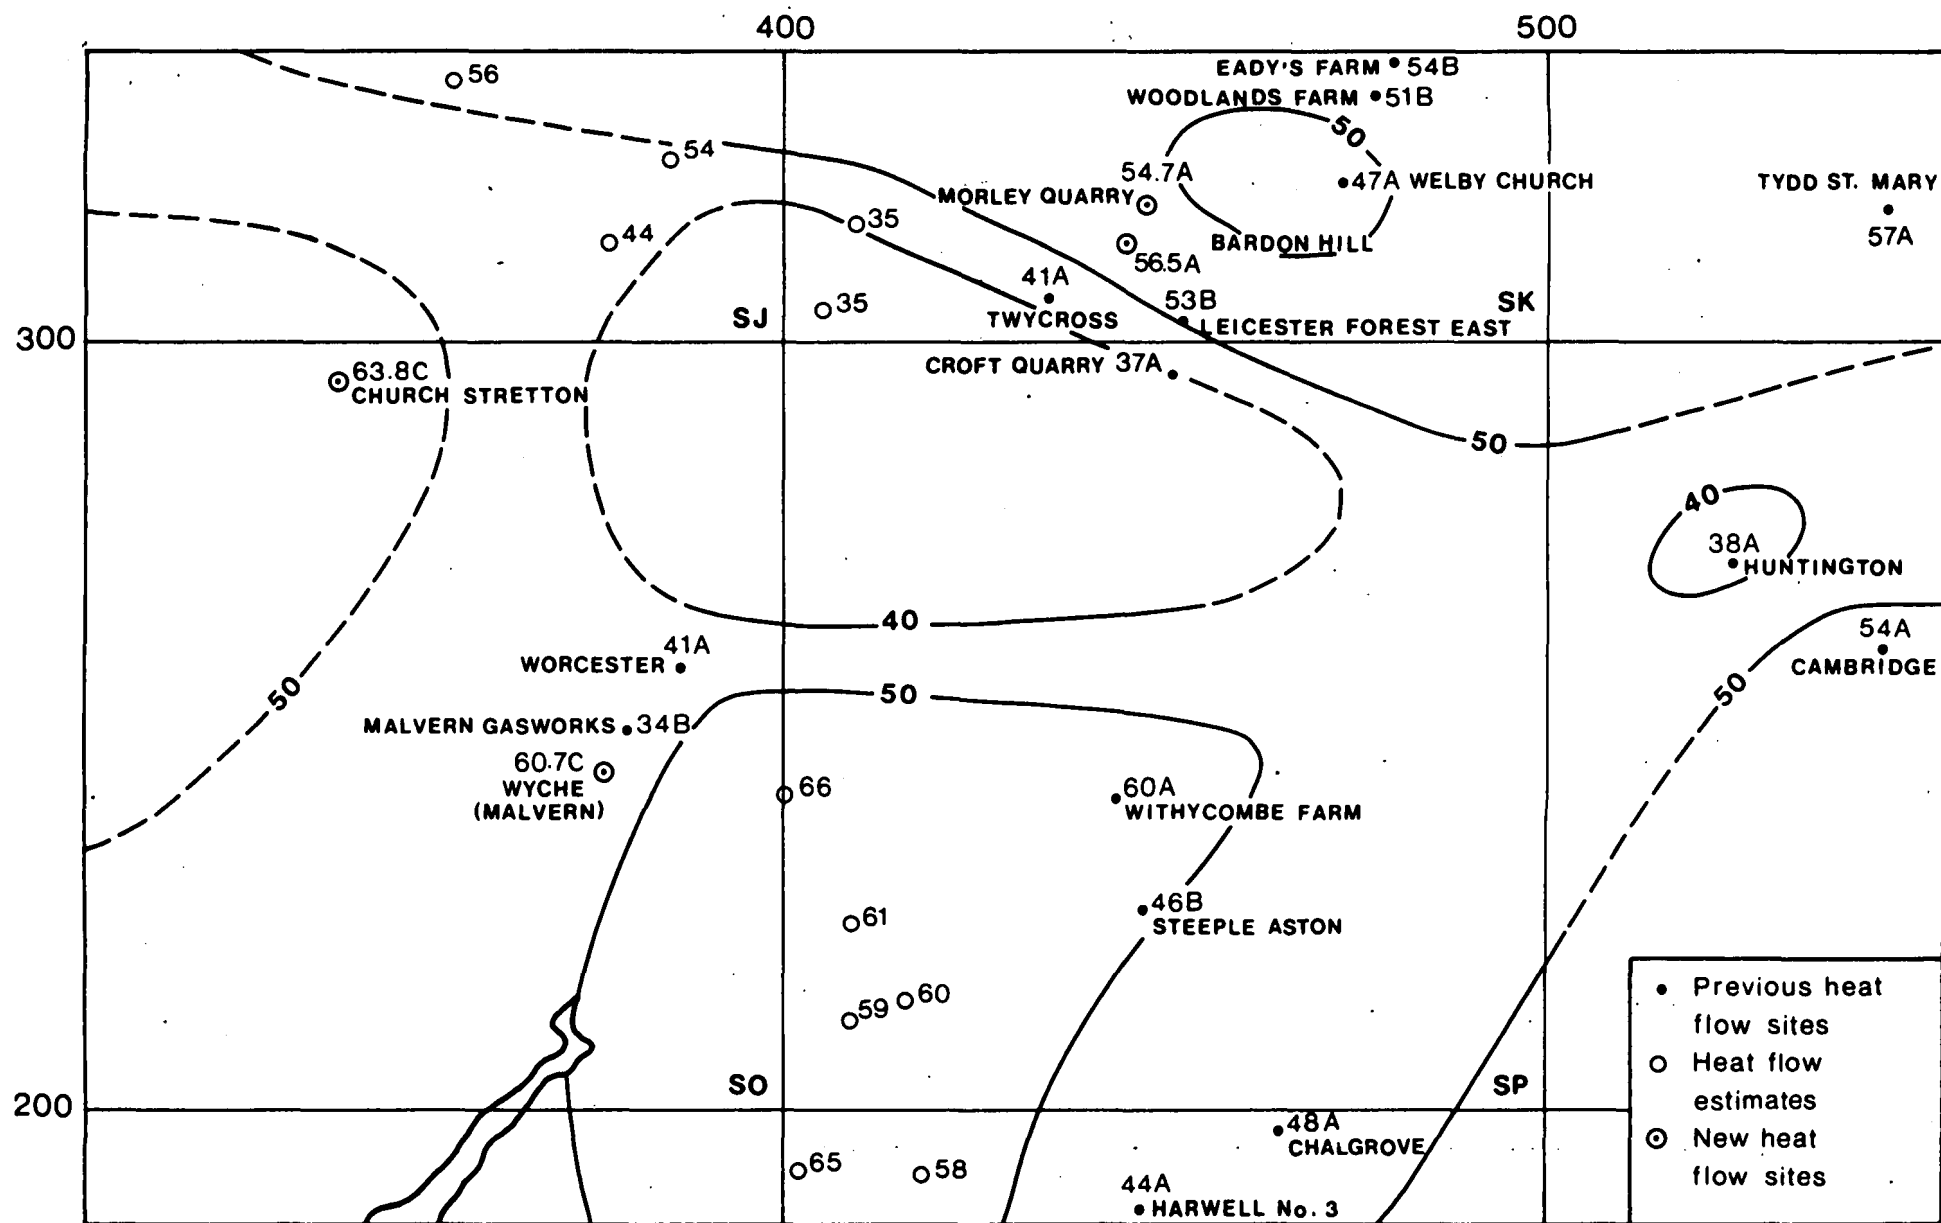 400
500
56
EADY'S FARM 54B
WOODLANDS FARM 51B
50
54
54.7A
47A WELBY CHURCH
TYDD ST. MARY
57A
MORLEY QUARRY
35
44
BARDON HILL
56.5A
41A
TWYCROSS
35
53B
LEICESTER FOREST EAST
SJ
SK
300
CROFT QUARRY 37A
63.8C
CHURCH STRETTON
50
40
38A
HUNTINGTON
40
54A
CAMBRIDGE
41A
WORCESTER
50
50
50
MALVERN GASWORKS 34B
60.7C
WYCHE
(MALVERN)
66
60A
WITHYCOMBE FARM
46B
STEEPLE ASTON
61
60
59
SO
SP
200
48A
CHALGROVE
65
58
44A
HARWELL No. 3
Previous heat
flow sites
Heat flow
estimates
New heat
flow sites